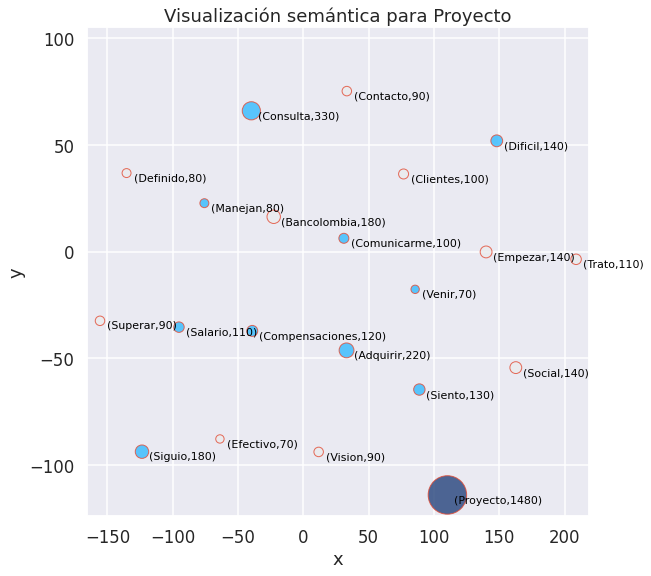 Visualización semántica para Proyecto
100
(Contacto,90)
(Consulta,330)
50
(Dificil,140)
(Definido,80)
(Clientes,100)
(Manejan,80)
(Bancolombia,180)
(Comunicarme,100)
y
0
(Empezar,140)
(Trato,110)
(Venir,70)
(Superar,90)
(Salario,110)
(Compensaciones,120)
−50
(Adquirir,220)
(Social,140)
(Siento,130)
(Efectivo,70)
(Siguio,180)
(Vision,90)
−100
(Proyecto,1480)
−150 −100 −50 0 50 100 150 200
x